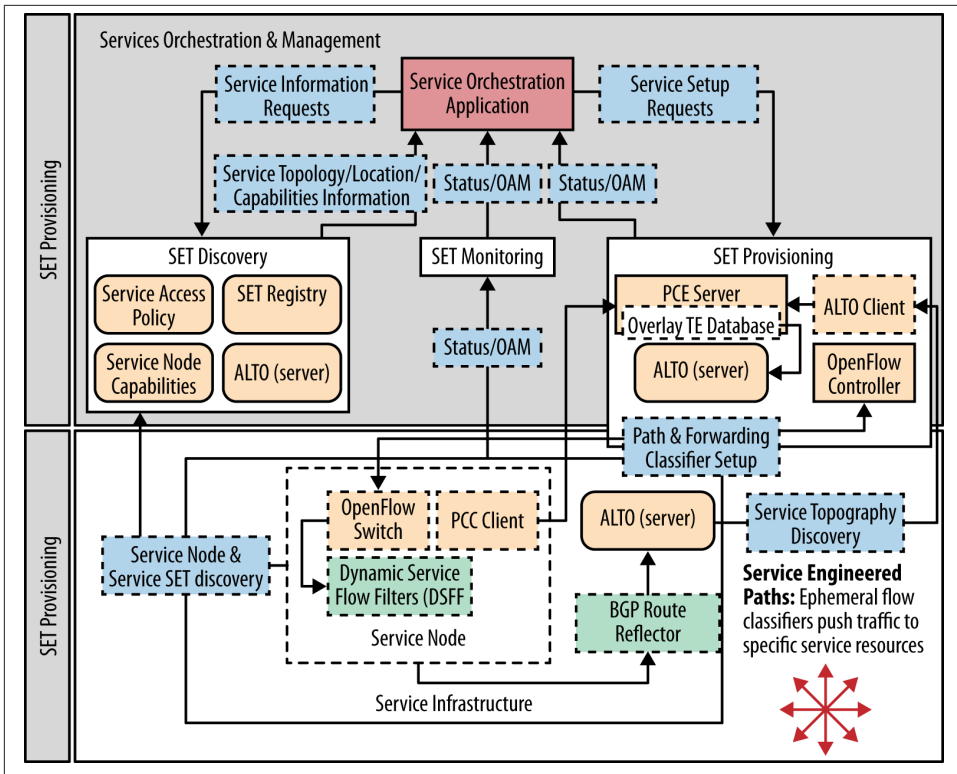 SET Provisioning
Services Orchestration & Management
Service Information
Requests
Service Orchestration
Application
Service Setup
Requests
Service Topology/Location/
Capabilities Information
Status/OAM
Status/OAM
SET Discovery
Service Access
Policy
SET Registry
Service Node
Capabilities
ALTO (server)
SET Monitoring
Status/OAM
SET Provisioning
PCE Server
Overlay TE Database
ALTO Client
ALTO (server)
OpenFlow
Controller
SET Provisioning
Path & Forwarding
Classifier Setup
OpenFlow
Switch
PCC Client
ALTO (server)
Service Topography
Discovery
Service Node &
Service SET discovery
Dynamic Service
Flow Filters (DSFF
Service Node
BGP Route
Reflector
Service Engineered
Paths: Ephemeral flow
classifiers push traffic to
specific service resources
Service Infrastructure